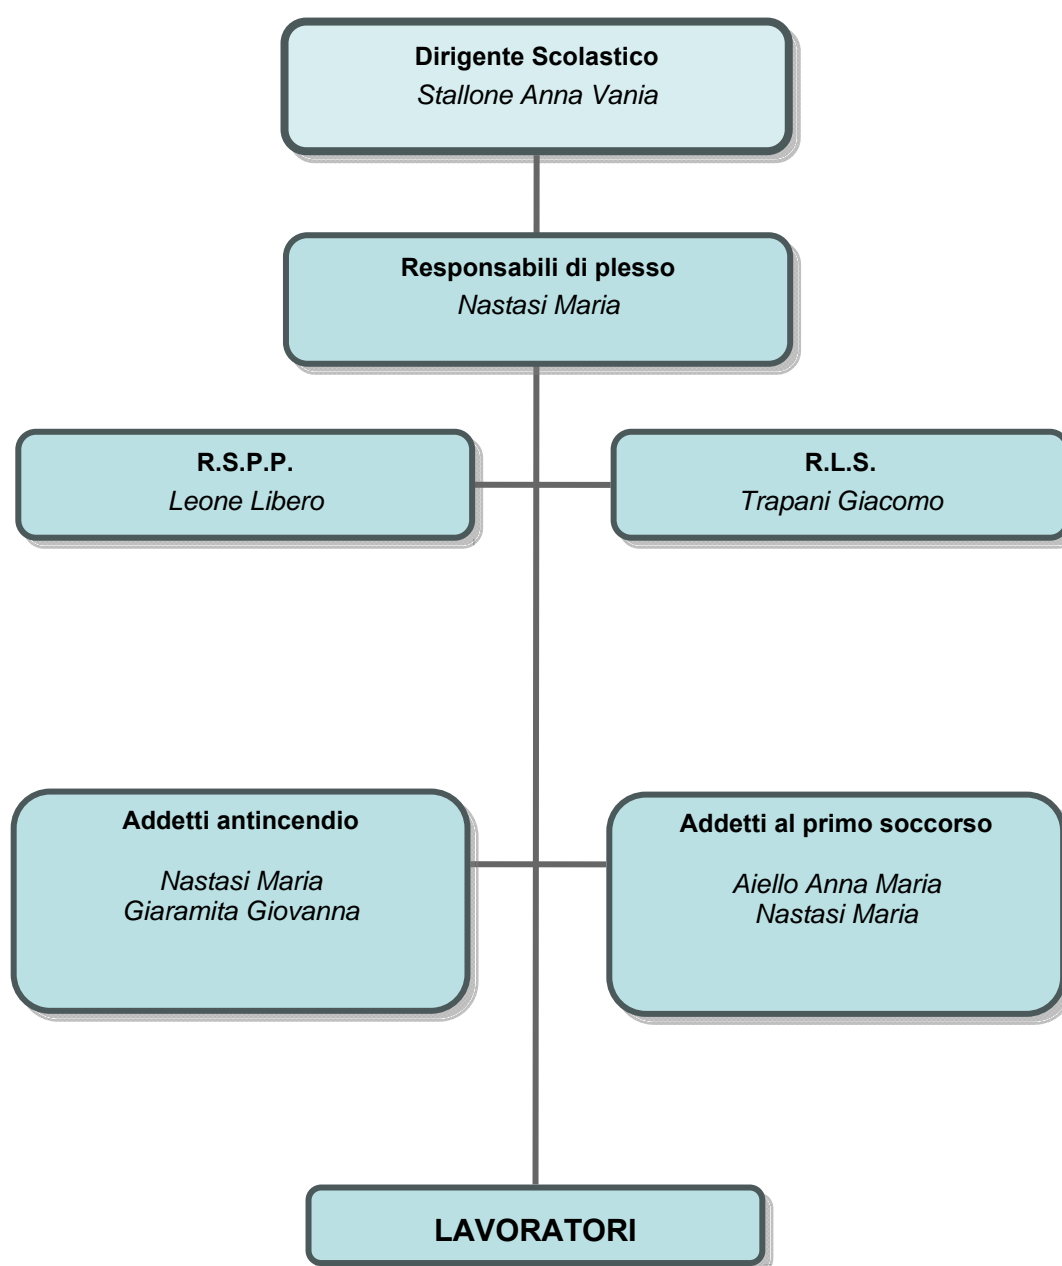 Dirigente Scolastico
Stallone Anna Vania
Responsabili di plesso
Nastasi Maria
R.S.P.P.
Leone Libero
R.L.S.
Trapani Giacomo
Addetti antincendio
Nastasi Maria
Giaramita Giovanna
Addetti al primo soccorso
Aiello Anna Maria
Nastasi Maria
LAVORATORI